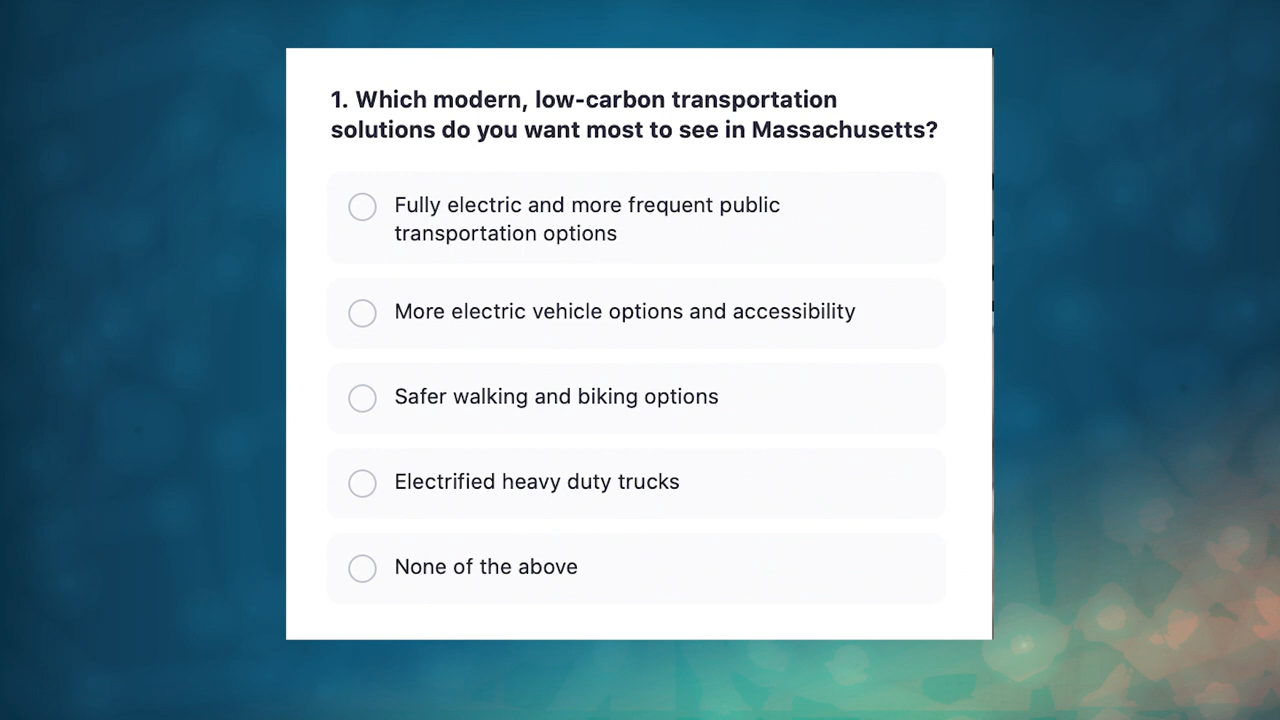 1. Which modern, low-carbon transportation
solutions do you want most to see in Massachusetts?
Fully electric and more frequent public
transportation options
More electric vehicle options and accessibility
Safer walking and biking options
Electrified heavy duty trucks
None of the above